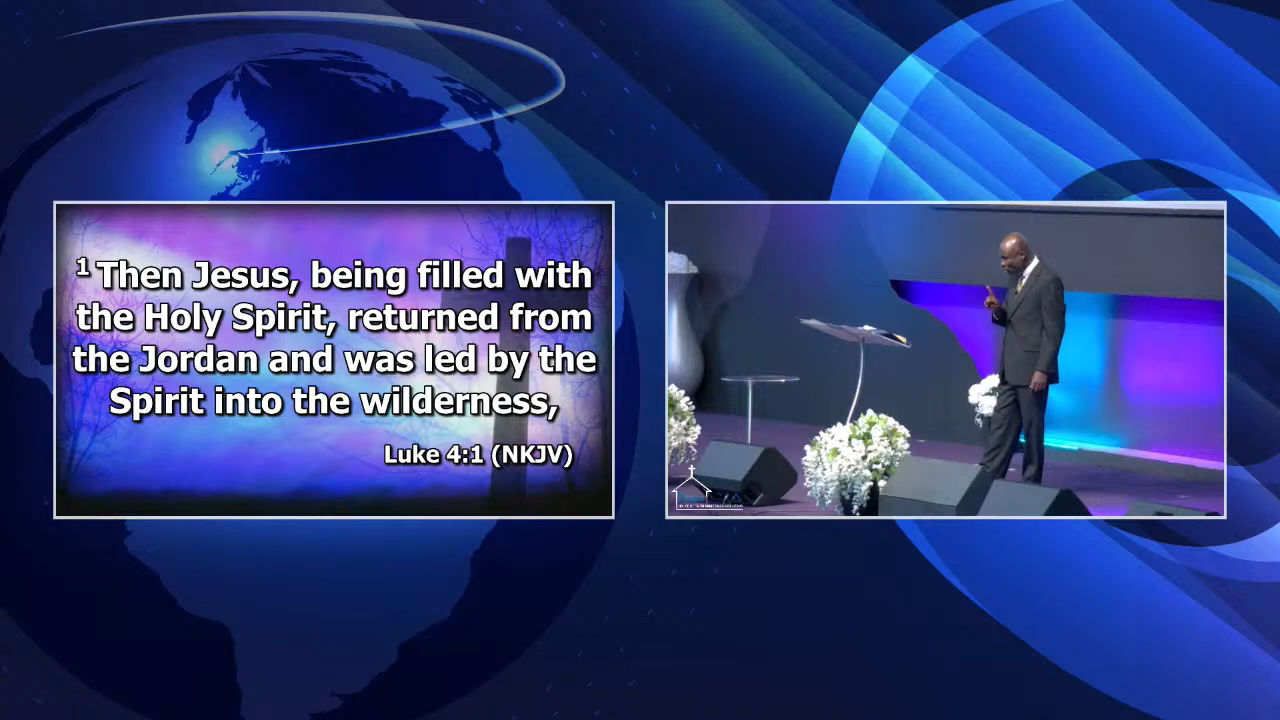 1 Then Jesus, being filled with
the Holy Spirit, returned from
the Jordan and was led by the
Spirit into the wilderness,
Luke 4:1 (NKJV)